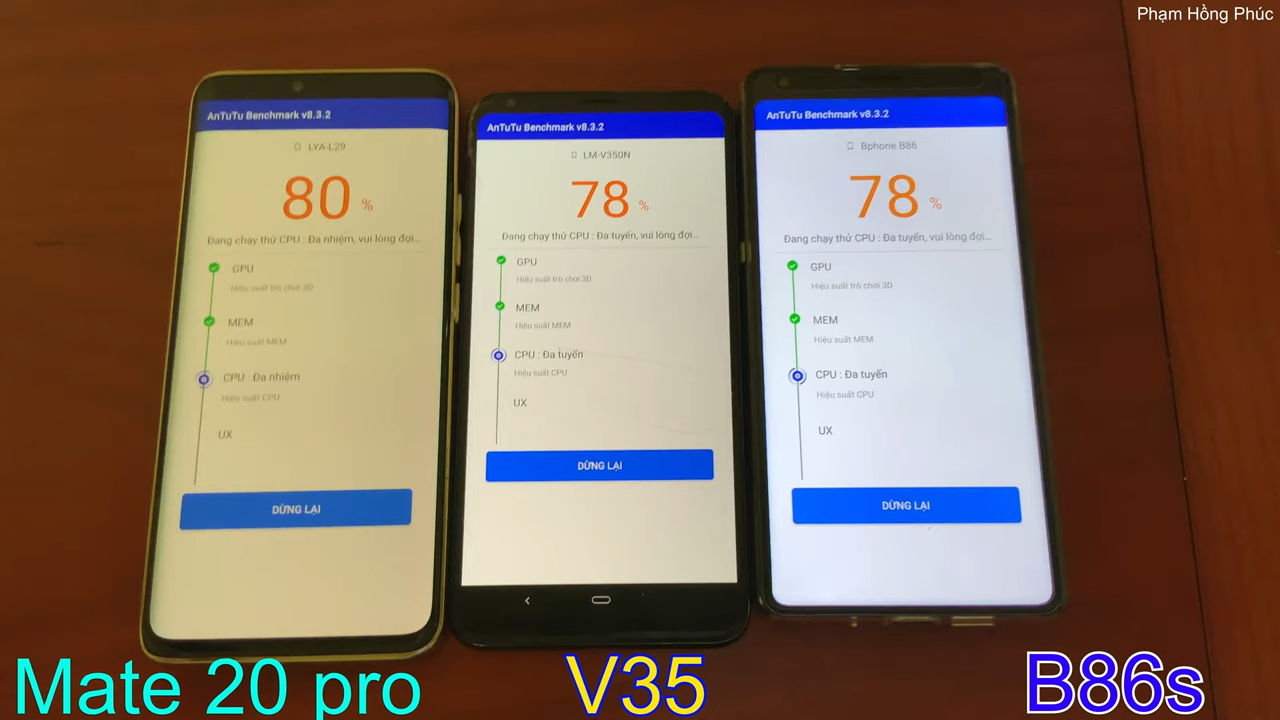 Phạm Hồng Phúc
AnTuTu Benchmark v8.3.2
LYA-L29
80 %
Đang chạy thử CPU : Đa nhiệm, vui lòng đợi...
GPU
Hiệu suất trò chơi 3D
MEM
Hiệu suất MEM
CPU : Đa nhiệm
Hiệu suất CPU
UX
DỪNG LẠI
AnTuTu Benchmark v8.3.2
LM-V350N
78 %
Đang chạy thử CPU : Đa tuyến, vui lòng đợi...
GPU
Hiệu suất trò chơi 3D
MEM
Hiệu suất MEM
CPU : Đa tuyến
Hiệu suất CPU
UX
DỪNG LẠI
AnTuTu Benchmark v8.3.2
Bphone B86
78 %
Đang chạy thử CPU : Đa tuyến, vui lòng đợi...
GPU
Hiệu suất trò chơi 3D
MEM
Hiệu suất MEM
CPU : Đa tuyến
Hiệu suất CPU
UX
DỪNG LẠI
Mate 20 pro
V35
B86s